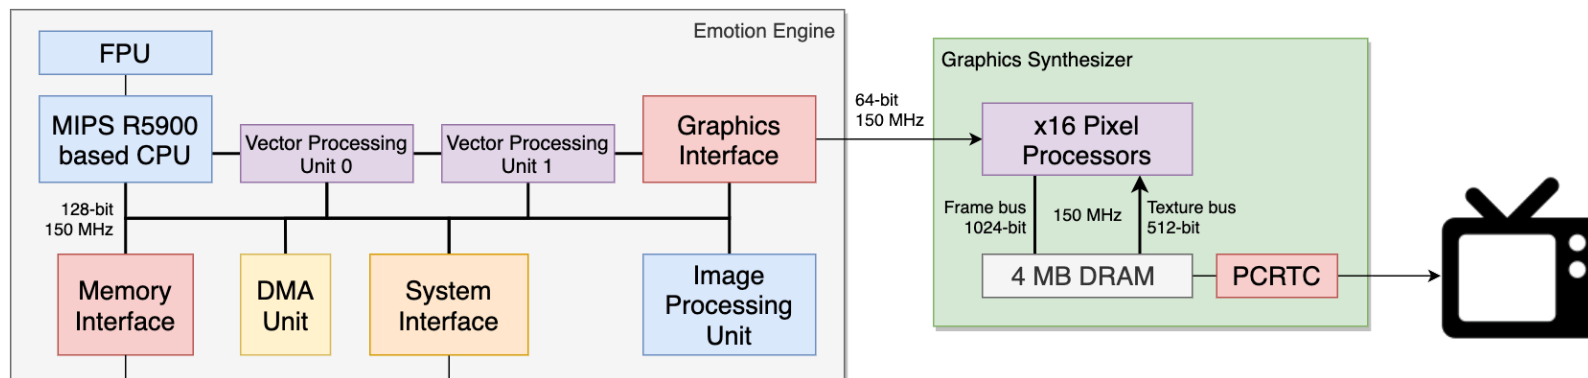 Emotion Engine
FPU
MIPS R5900
based CPU
Vector Processing
Unit 0
Vector Processing
Unit 1
Graphics
Interface
128-bit
150 MHz
Memory
Interface
DMA
Unit
System
Interface
Image
Processing
Unit
64-bit
150 MHz
Graphics Synthesizer
x16 Pixel
Processors
Frame bus
1024-bit
150 MHz
Texture bus
512-bit
4 MB DRAM
PCRTC